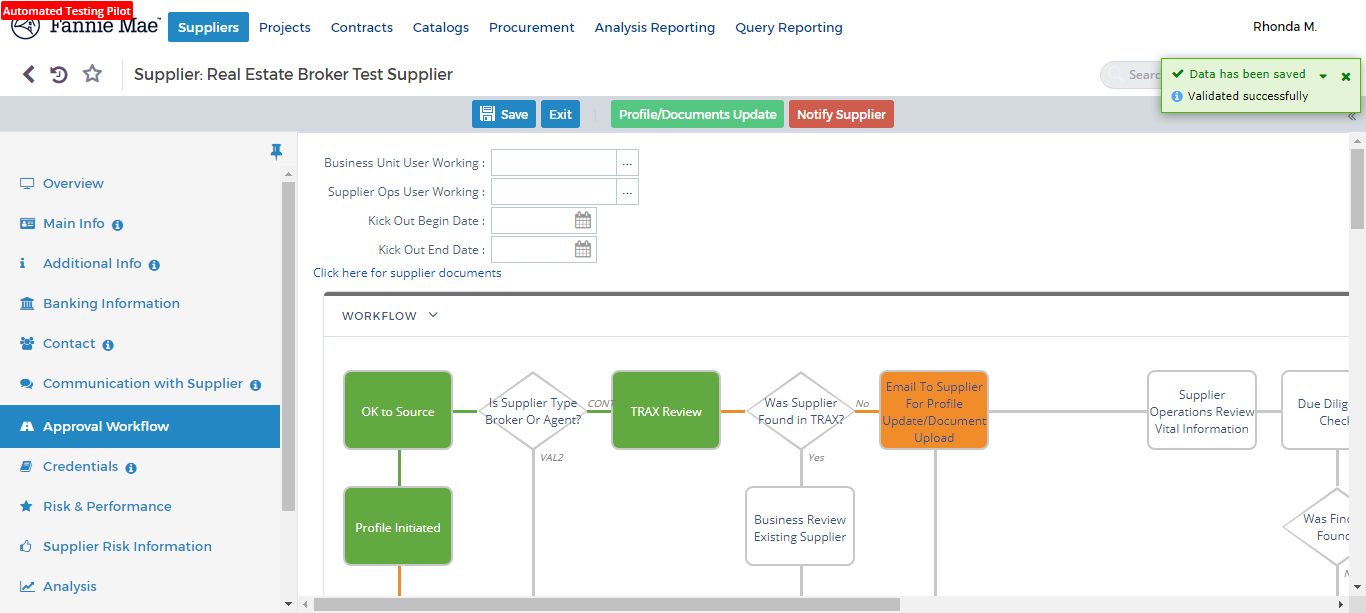 Automated Testing Pilot
Fannie Mae
Suppliers
Projects
Contracts
Catalogs
Procurement
Analysis Reporting
Query Reporting
Rhonda M.
Supplier: Real Estate Broker Test Supplier
Searc
Data has been saved
Validated successfully
Save
Exit
Profile/Documents Update
Notify Supplier
Overview
Main Info
Additional Info
Banking Information
Contact
Communication with Supplier
Approval Workflow
Credentials
Risk & Performance
Supplier Risk Information
Analysis
Business Unit User Working :
...
Supplier Ops User Working :
...
Kick Out Begin Date :
Kick Out End Date :
Click here for supplier documents
WORKFLOW
OK to Source
Is Supplier Type
Broker Or Agent?
CONT
VAL2
TRAX Review
Was Supplier
Found in TRAX?
No
Yes
Email To Supplier
For Profile
Update/Document
Upload
Supplier
Operations Review
Vital Information
Due Dilig
Check
Profile Initiated
Business Review
Existing Supplier
Was Find
Found